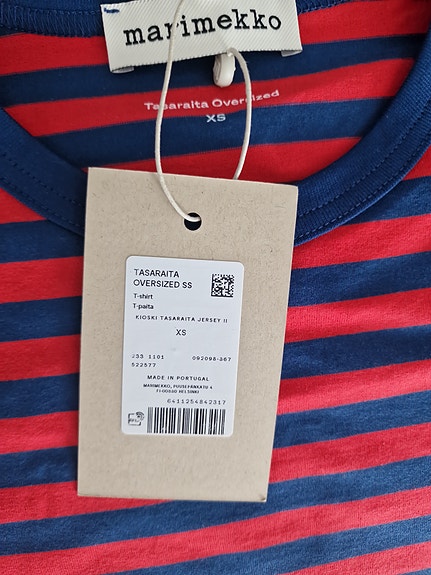 marimekko
Tasaraita Oversized
XS
TASARAITA
OVERSIZED SS
T-shirt
T-paita
KIOSKI TASARAITA JERSEY II
XS
233 1101 092098-367
522577
MADE IN PORTUGAL
MARIMEKKO, PUUSEPÄNKATU 4
FI-00880 HELSINKI
6411254842317